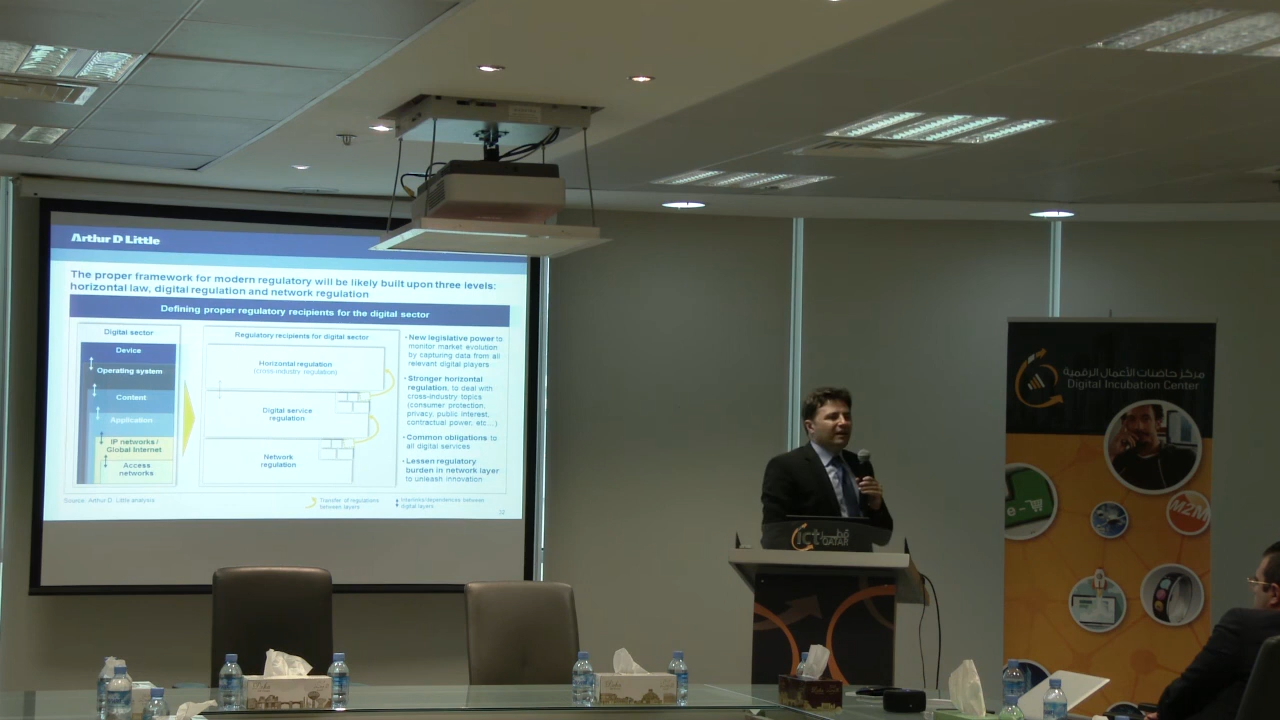 Arthur D Little
The proper framework for modern regulatory will be likely built upon three levels:
horizontal law, digital regulation and network regulation
Defining proper regulatory recipients for the digital sector
Digital sector
Device
Operating system
Content
Application
IP networks /
Global Internet
Access
networks
Regulatory recipients for digital sector
Horizontal regulation
(cross-industry regulation)
Digital service
regulation
Network
regulation
• New legislative power to
monitor market evolution
by capturing data from all
relevant digital players
• Stronger horizontal
regulation, to deal with
cross-industry topics
(consumer protection,
privacy, public interest,
contractual power, etc...)
• Common obligations to
all digital services
• Lessen regulatory
burden in network layer
to unleash innovation
Source: Arthur D. Little analysis
Transfer of regulations
between layers
Interlinks/dependencies between
digital layers
12
ict QATAR
مركز حاضنات الأعمال الرقمية
Digital Incubation Center
e-
M2M